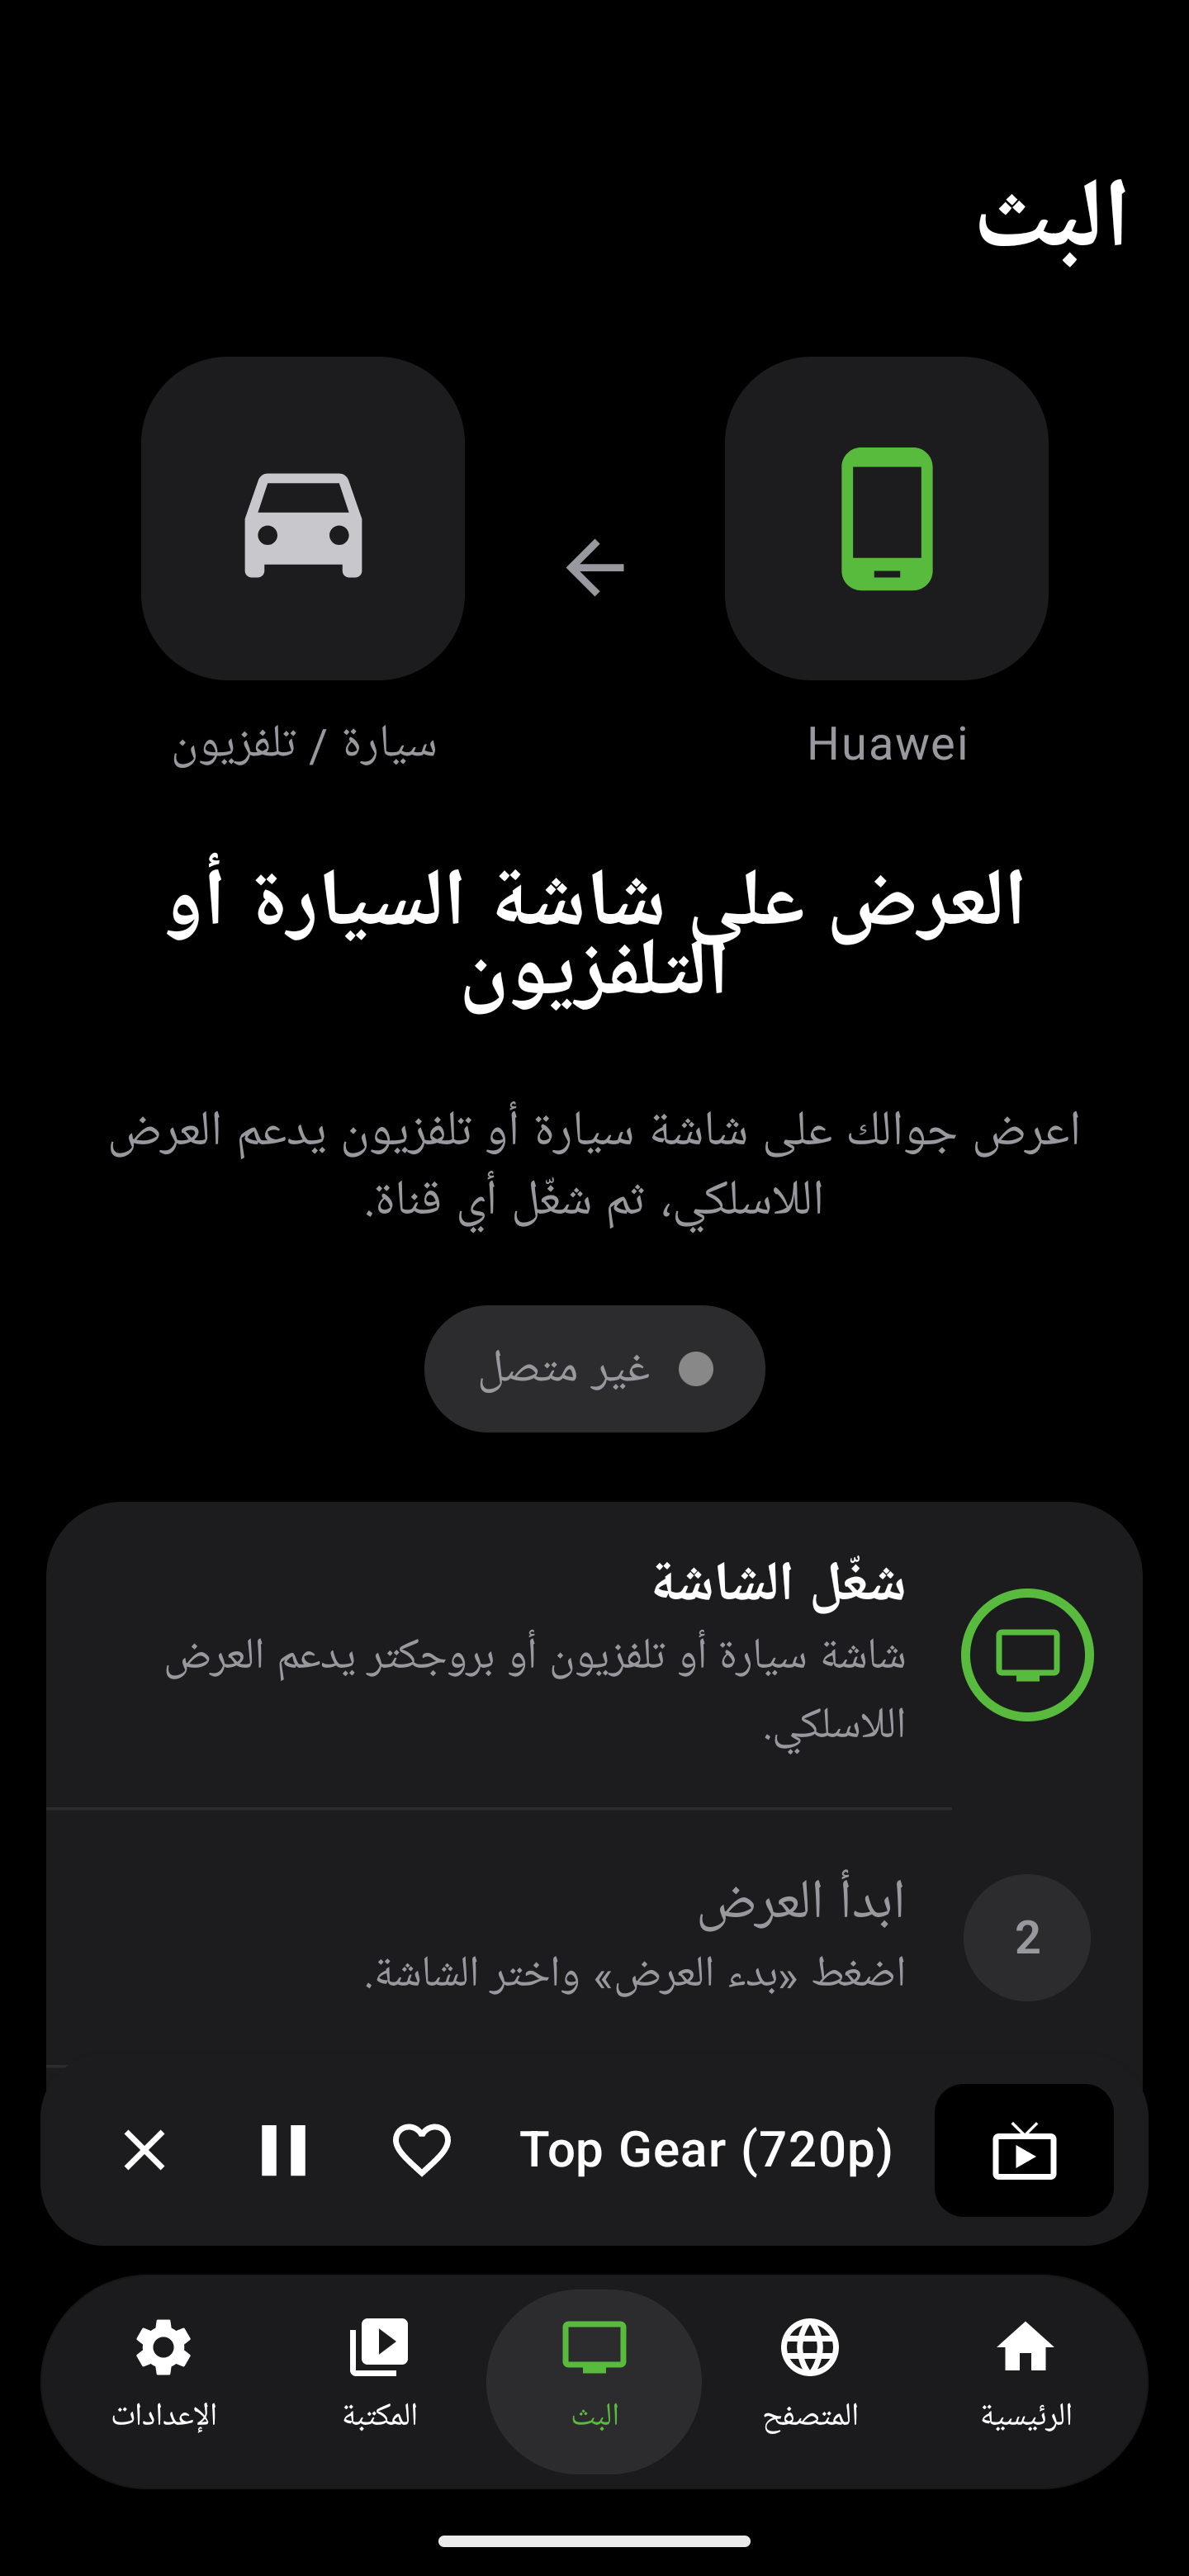 البث
Huawei
سيارة / تلفزيون
العرض على شاشة السيارة أو
التلفزيون
اعرض جوالك على شاشة سيارة أو تلفزيون يدعم العرض
اللاسلكي، ثم شغّل أي قناة.
غير متصل
شغّل الشاشة
شاشة سيارة أو تلفزيون أو بروجكتر يدعم العرض
اللاسلكي.
2
ابدأ العرض
اضغط «بدء العرض» واختر الشاشة.
Top Gear (720p)
الرئيسية
المتصفح
البث
المكتبة
الإعدادات